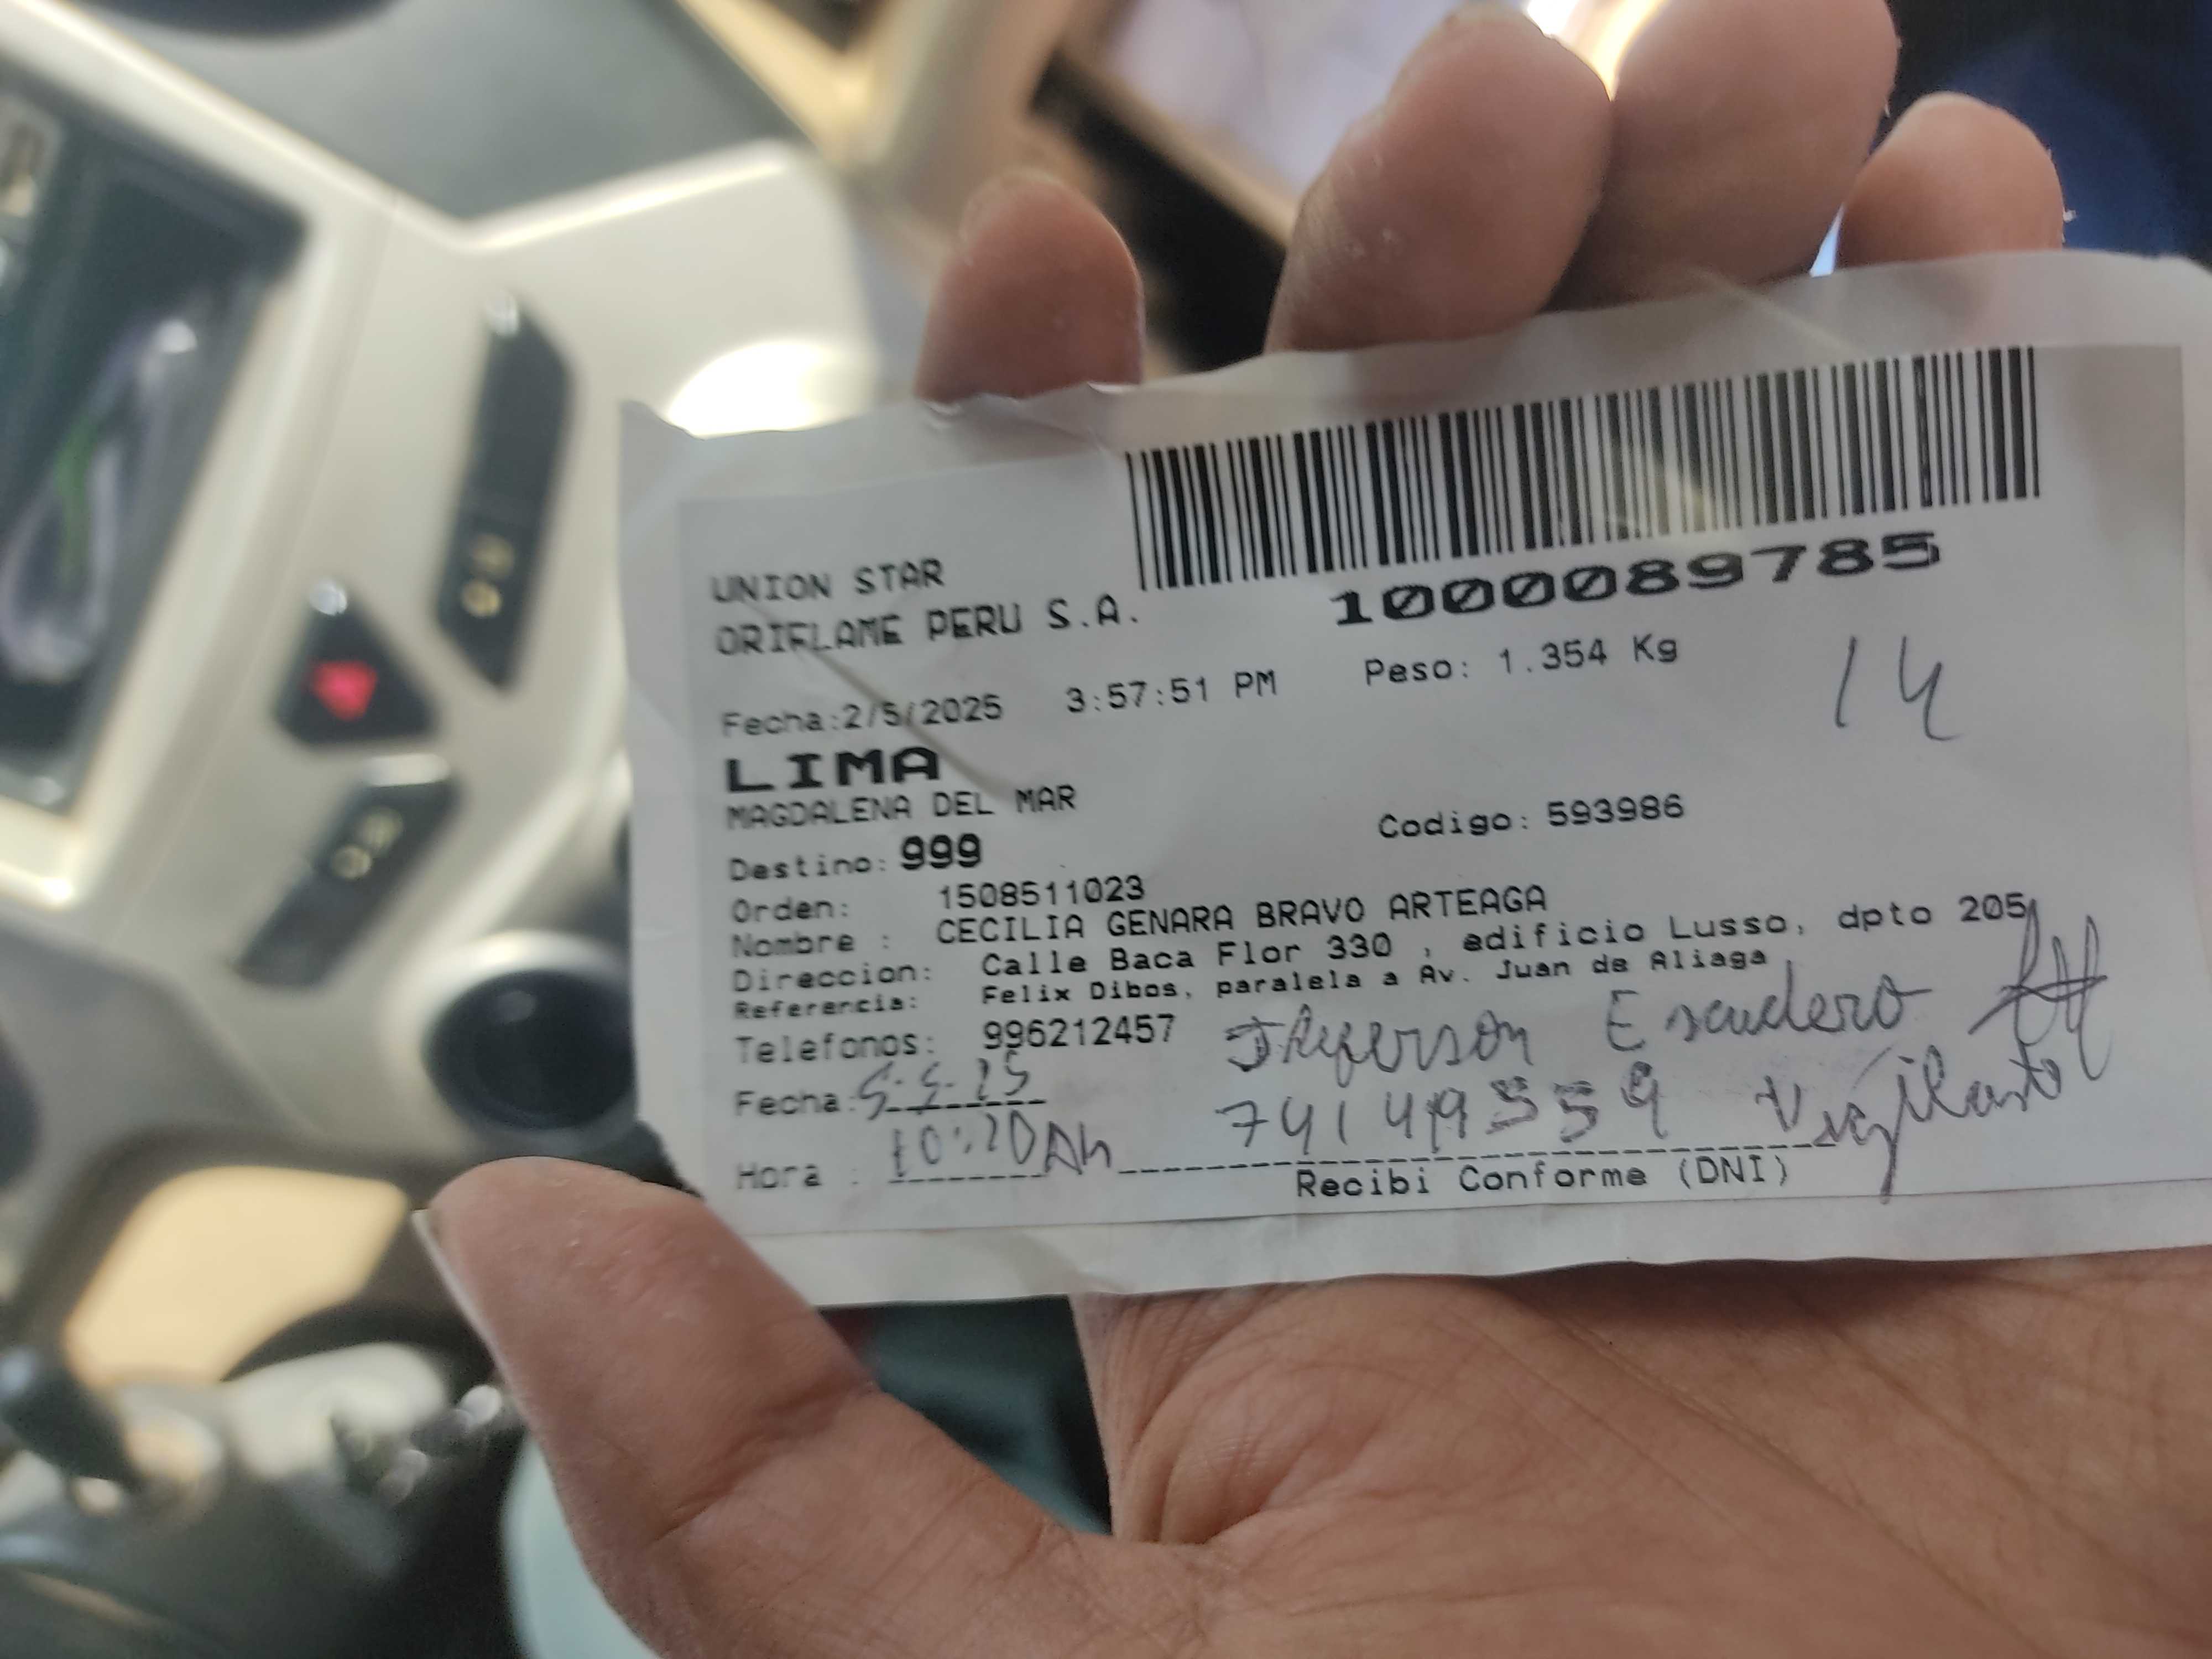 UNION STAR
ORIFLAME PERU S.A.
1000089785
Fecha:2/5/2025 3:57:51 PM Peso: 1.354 Kg
14
LIMA
MAGDALENA DEL MAR
Destino: 999 Codigo: 593986
Orden: 1508511023
Nombre : CECILIA GENARA BRAVO ARTEAGA
Direccion: Calle Baca Flor 330 , edificio Lusso, dpto 205,
Referencia: Felix Dibos, paralela a Av. Juan de Aliaga
Telefonos: 996212457 Jheferson Escudero
Fecha: 5-5-25
74149559 Vigilante
Hora : 10:20AM
Recibi Conforme (DNI)